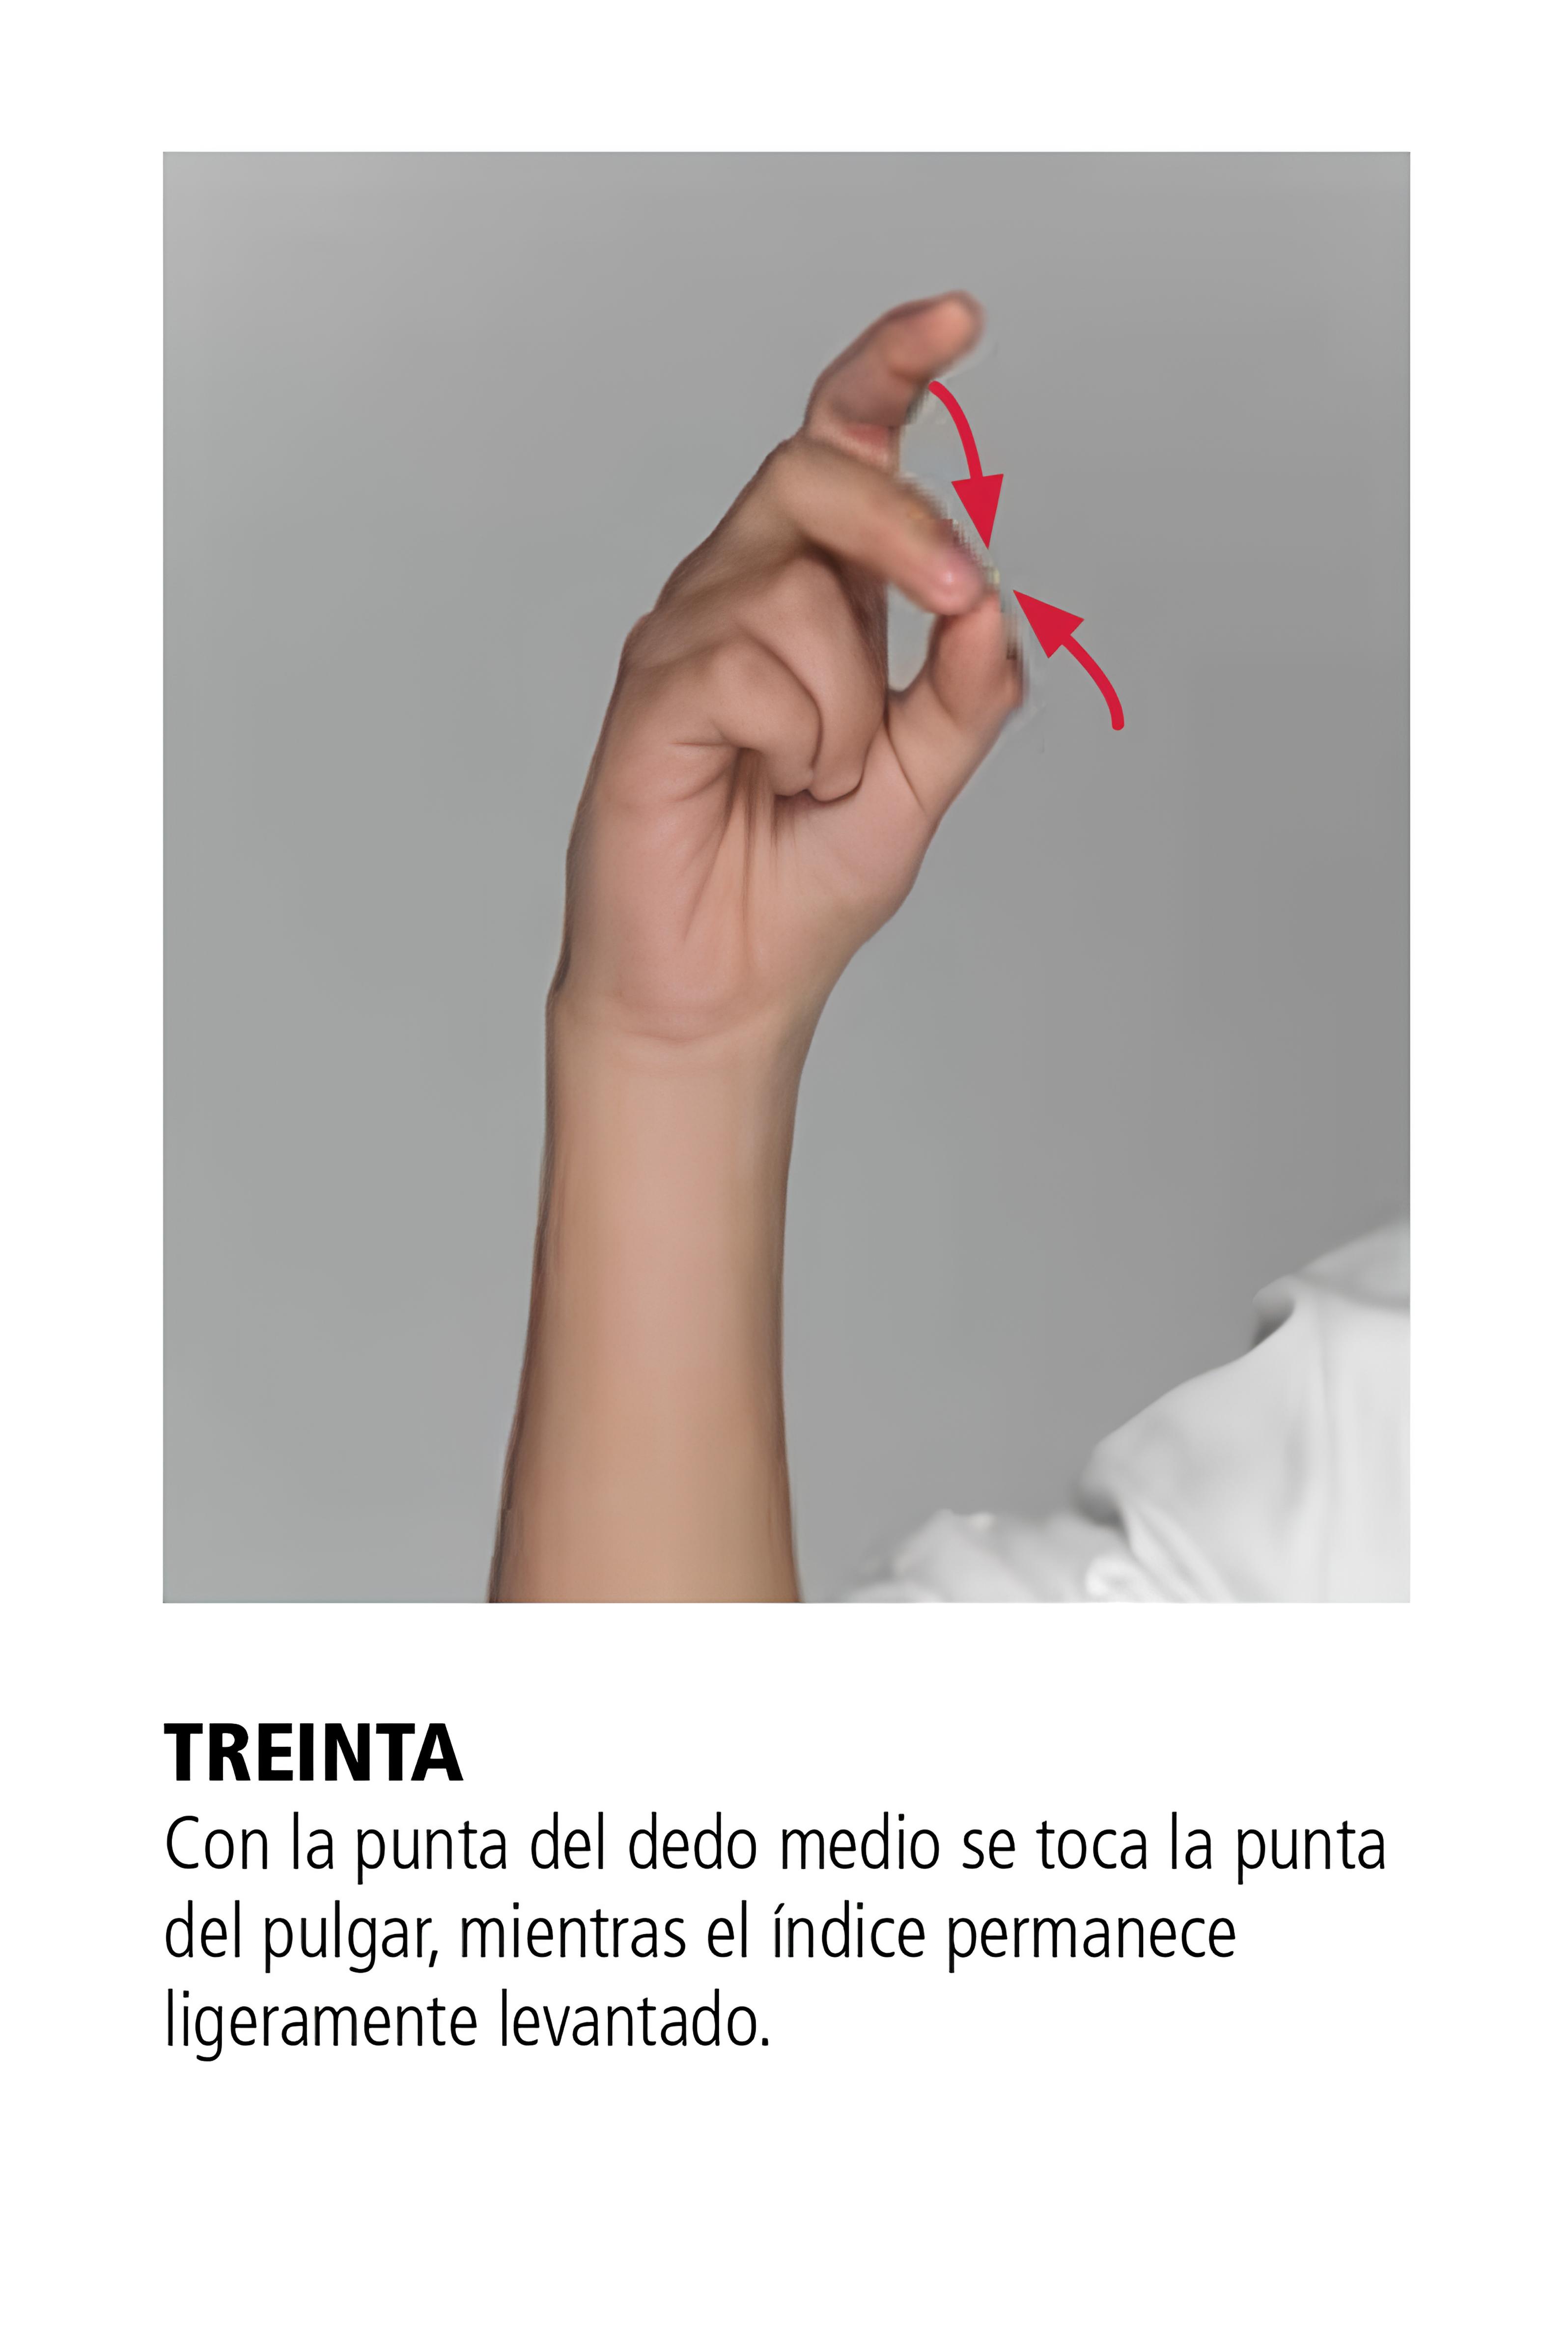 TREINTA
Con la punta del dedo medio se toca la punta
del pulgar, mientras el índice permanece
ligeramente levantado.